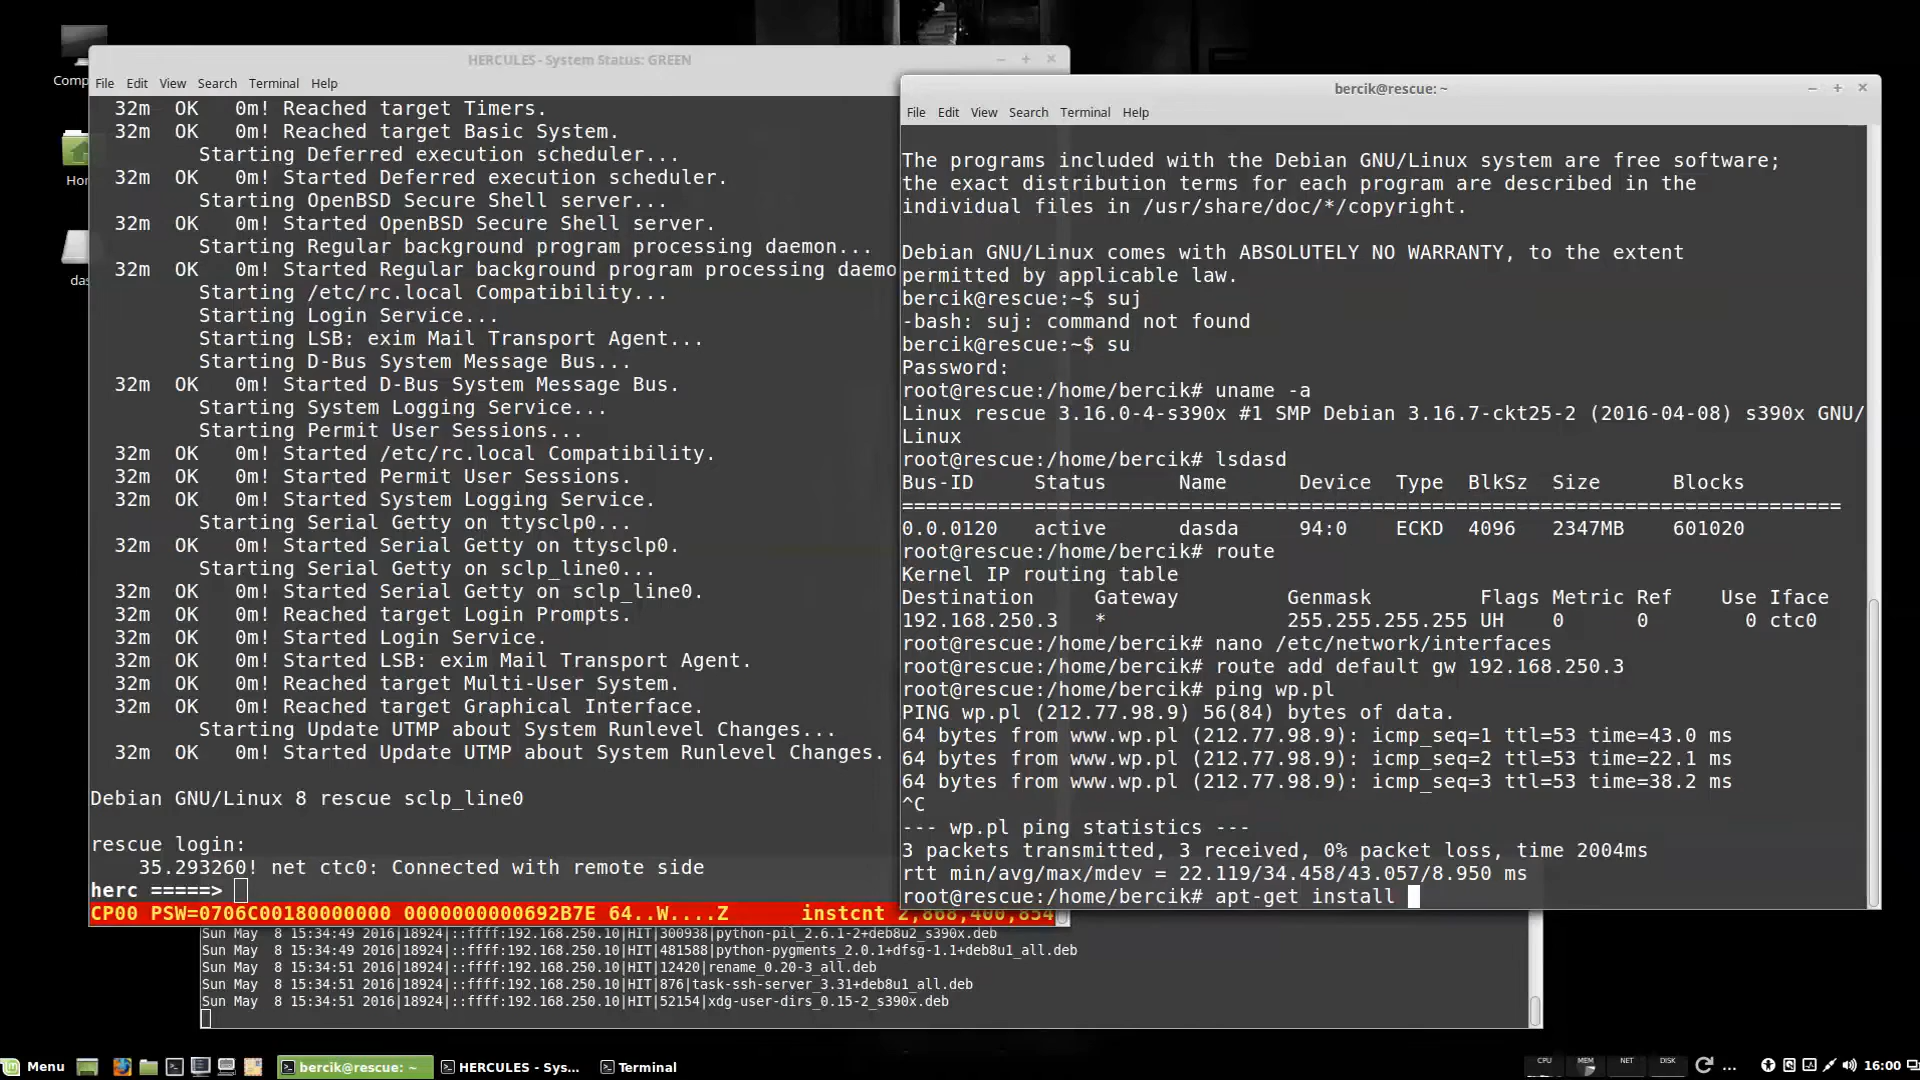 Comp
Hor
das
HERCULES - System Status: GREEN
File Edit View Search Terminal Help
32m OK 0m! Reached target Timers.
32m OK 0m! Reached target Basic System.
Starting Deferred execution scheduler...
32m OK 0m! Started Deferred execution scheduler.
Starting OpenBSD Secure Shell server...
32m OK 0m! Started OpenBSD Secure Shell server.
Starting Regular background program processing daemon...
32m OK 0m! Started Regular background program processing daemo
Starting /etc/rc.local Compatibility...
Starting Login Service...
Starting LSB: exim Mail Transport Agent...
Starting D-Bus System Message Bus...
32m OK 0m! Started D-Bus System Message Bus.
Starting System Logging Service...
Starting Permit User Sessions...
32m OK 0m! Started /etc/rc.local Compatibility.
32m OK 0m! Started Permit User Sessions.
32m OK 0m! Started System Logging Service.
Starting Serial Getty on ttysclp0...
32m OK 0m! Started Serial Getty on ttysclp0.
Starting Serial Getty on sclp_line0...
32m OK 0m! Started Serial Getty on sclp_line0.
32m OK 0m! Reached target Login Prompts.
32m OK 0m! Started Login Service.
32m OK 0m! Started LSB: exim Mail Transport Agent.
32m OK 0m! Reached target Multi-User System.
32m OK 0m! Reached target Graphical Interface.
Starting Update UTMP about System Runlevel Changes...
32m OK 0m! Started Update UTMP about System Runlevel Changes.
Debian GNU/Linux 8 rescue sclp_line0
rescue login:
35.293260! net ctc0: Connected with remote side
herc =====>
CP00 PSW=0706C00180000000 0000000000692B7E 64..W....Z instcnt 2,868,400,854
bercik@rescue: ~
File Edit View Search Terminal Help
The programs included with the Debian GNU/Linux system are free software;
the exact distribution terms for each program are described in the
individual files in /usr/share/doc/*/copyright.
Debian GNU/Linux comes with ABSOLUTELY NO WARRANTY, to the extent
permitted by applicable law.
bercik@rescue:~$ suj
-bash: suj: command not found
bercik@rescue:~$ su
Password:
root@rescue:/home/bercik# uname -a
Linux rescue 3.16.0-4-s390x #1 SMP Debian 3.16.7-ckt25-2 (2016-04-08) s390x GNU/
Linux
root@rescue:/home/bercik# lsdasd
Bus-ID Status Name Device Type BlkSz Size Blocks
==============================================================================
0.0.0120 active dasda 94:0 ECKD 4096 2347MB 601020
root@rescue:/home/bercik# route
Kernel IP routing table
Destination Gateway Genmask Flags Metric Ref Use Iface
192.168.250.3 * 255.255.255.255 UH 0 0 0 ctc0
root@rescue:/home/bercik# nano /etc/network/interfaces
root@rescue:/home/bercik# route add default gw 192.168.250.3
root@rescue:/home/bercik# ping wp.pl
PING wp.pl (212.77.98.9) 56(84) bytes of data.
64 bytes from www.wp.pl (212.77.98.9): icmp_seq=1 ttl=53 time=43.0 ms
64 bytes from www.wp.pl (212.77.98.9): icmp_seq=2 ttl=53 time=22.1 ms
64 bytes from www.wp.pl (212.77.98.9): icmp_seq=3 ttl=53 time=38.2 ms
^C
--- wp.pl ping statistics ---
3 packets transmitted, 3 received, 0% packet loss, time 2004ms
rtt min/avg/max/mdev = 22.119/34.458/43.057/8.950 ms
root@rescue:/home/bercik# apt-get install
Sun May 8 15:34:49 2016|18924|::ffff:192.168.250.10|HIT|300938|python-pil_2.6.1-2+deb8u2_s390x.deb
Sun May 8 15:34:49 2016|18924|::ffff:192.168.250.10|HIT|481588|python-pygments_2.0.1+dfsg-1.1+deb8u1_all.deb
Sun May 8 15:34:51 2016|18924|::ffff:192.168.250.10|HIT|12420|rename_0.20-3_all.deb
Sun May 8 15:34:51 2016|18924|::ffff:192.168.250.10|HIT|876|task-ssh-server_3.31+deb8u1_all.deb
Sun May 8 15:34:51 2016|18924|::ffff:192.168.250.10|HIT|52154|xdg-user-dirs_0.15-2_s390x.deb
Menu bercik@rescue: ~ HERCULES - Sys... Terminal CPU MEM NET DISK ... 16:00